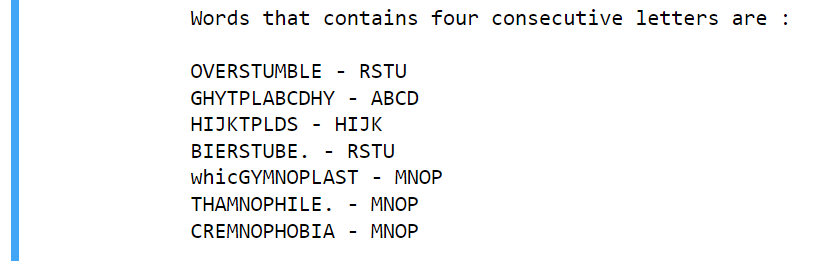 Words that contains four consecutive letters are :
OVERSTUMBLE - RSTU
GHYTPLABCDHY - ABCD
HIJKTPLDS - HIJK
BIERSTUBE. - RSTU
whicGYMNOPLAST - MNOP
THAMNOPHILE. - MNOP
CREMNOPHOBIA - MNOP